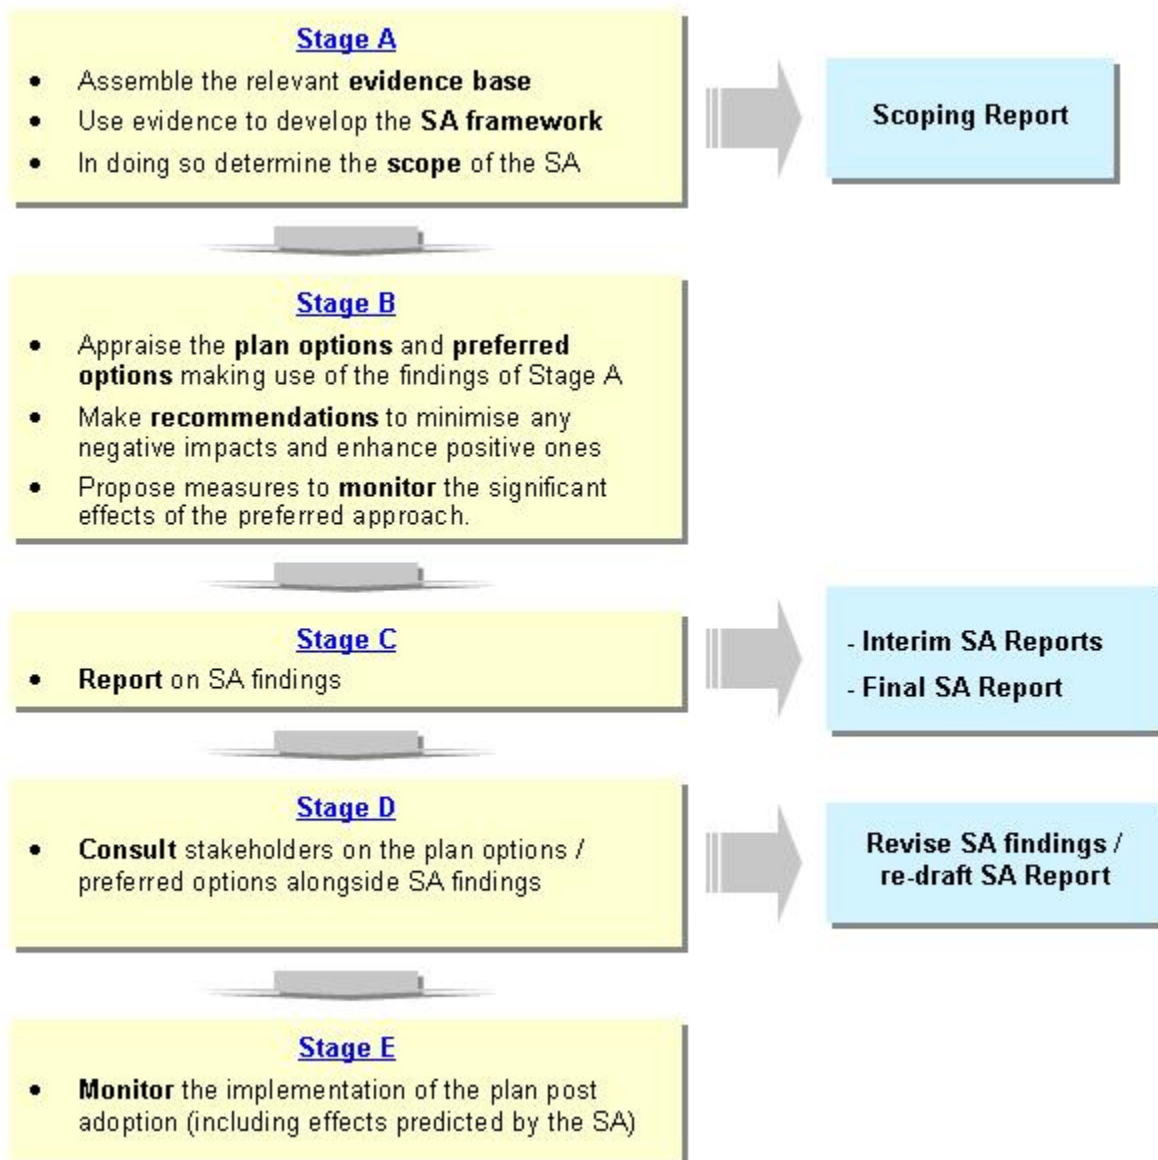 Stage A
• Assemble the relevant evidence base
• Use evidence to develop the SA framework
• In doing so determine the scope of the SA
Scoping Report
Stage B
• Appraise the plan options and preferred
options making use of the findings of Stage A
• Make recommendations to minimise any
negative impacts and enhance positive ones
• Propose measures to monitor the significant
effects of the preferred approach.
Stage C
• Report on SA findings
- Interim SA Reports
- Final SA Report
Stage D
• Consult stakeholders on the plan options /
preferred options alongside SA findings
Revise SA findings /
re-draft SA Report
Stage E
• Monitor the implementation of the plan post
adoption (including effects predicted by the SA)